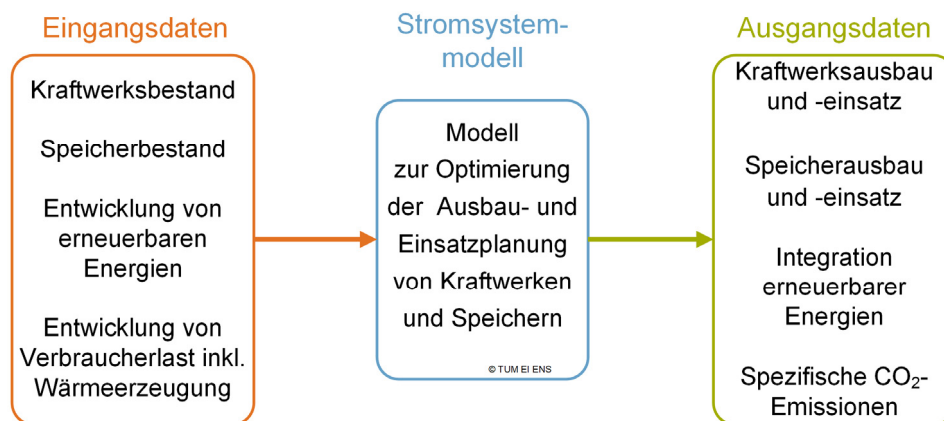 Eingangsdaten
Kraftwerksbestand
Speicherbestand
Entwicklung von
erneuerbaren
Energien
Entwicklung von
Verbraucherlast inkl.
Wärmeerzeugung
Stromsystem-
modell
Modell
zur Optimierung
der Ausbau- und
Einsatzplanung
von Kraftwerken
und Speichern
© TUM EI ENS
Ausgangsdaten
Kraftwerksausbau
und -einsatz
Speicherausbau
und -einsatz
Integration
erneuerbarer
Energien
Spezifische CO₂-
Emissionen